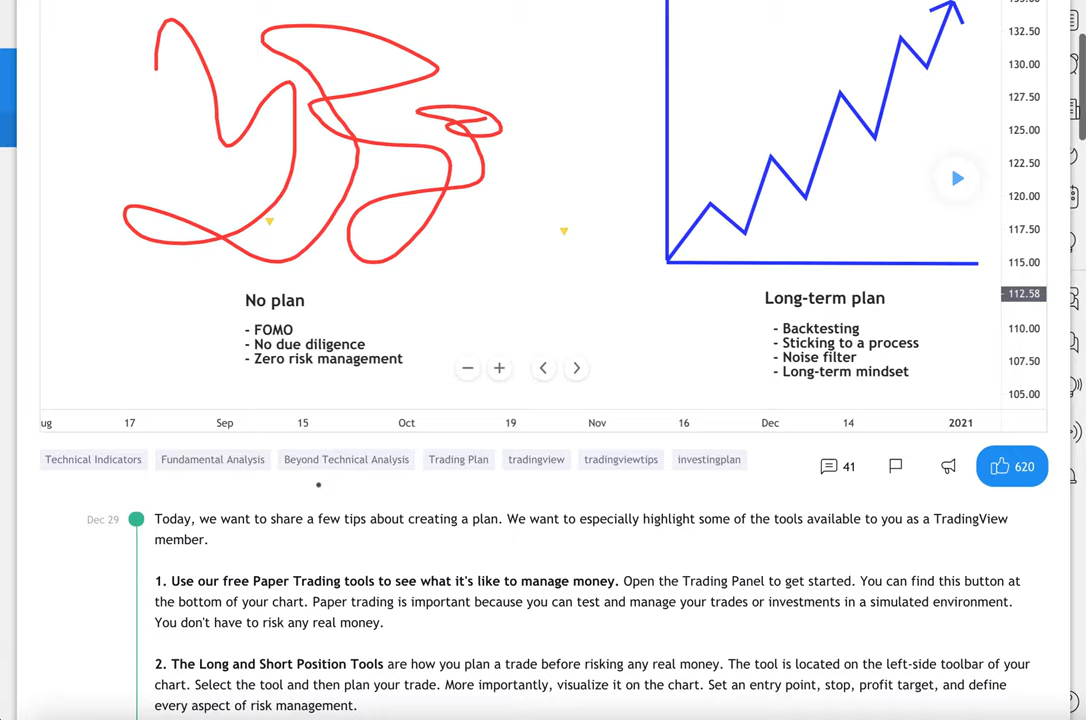 132.50
130.00
127.50
125.00
122.50
120.00
117.50
115.00
112.58
110.00
107.50
105.00
No plan
- FOMO
- No due diligence
- Zero risk management
Long-term plan
- Backtesting
- Sticking to a process
- Noise filter
- Long-term mindset
ug 17 Sep 15 Oct 19 Nov 16 Dec 14 2021
Technical Indicators Fundamental Analysis Beyond Technical Analysis Trading Plan tradingview tradingviewtips investingplan
41 620
Dec 29 Today, we want to share a few tips about creating a plan. We want to especially highlight some of the tools available to you as a TradingView
member.
1. Use our free Paper Trading tools to see what it's like to manage money. Open the Trading Panel to get started. You can find this button at
the bottom of your chart. Paper trading is important because you can test and manage your trades or investments in a simulated environment.
You don't have to risk any real money.
2. The Long and Short Position Tools are how you plan a trade before risking any real money. The tool is located on the left-side toolbar of your
chart. Select the tool and then plan your trade. More importantly, visualize it on the chart. Set an entry point, stop, profit target, and define
every aspect of risk management.